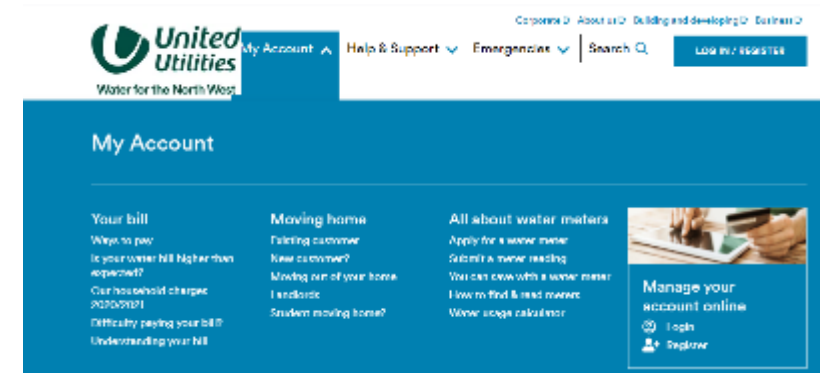 Corporate About us Building and developing Business
United
Utilities
Water for the North West
My Account Help & Support Emergencies Search LOG IN / REGISTER
My Account
Your bill
Ways to pay
Is your water bill higher than
expected?
Our household charges
2020/2021
Difficulty paying your bill?
Understanding your bill
Moving home
Existing customer
New customer?
Moving out of your home
Landlords
Student moving home?
All about water meters
Apply for a water meter
Submit a meter reading
You can save with a water meter
How to find & read meters
Water usage calculator
Manage your
account online
Login
Register